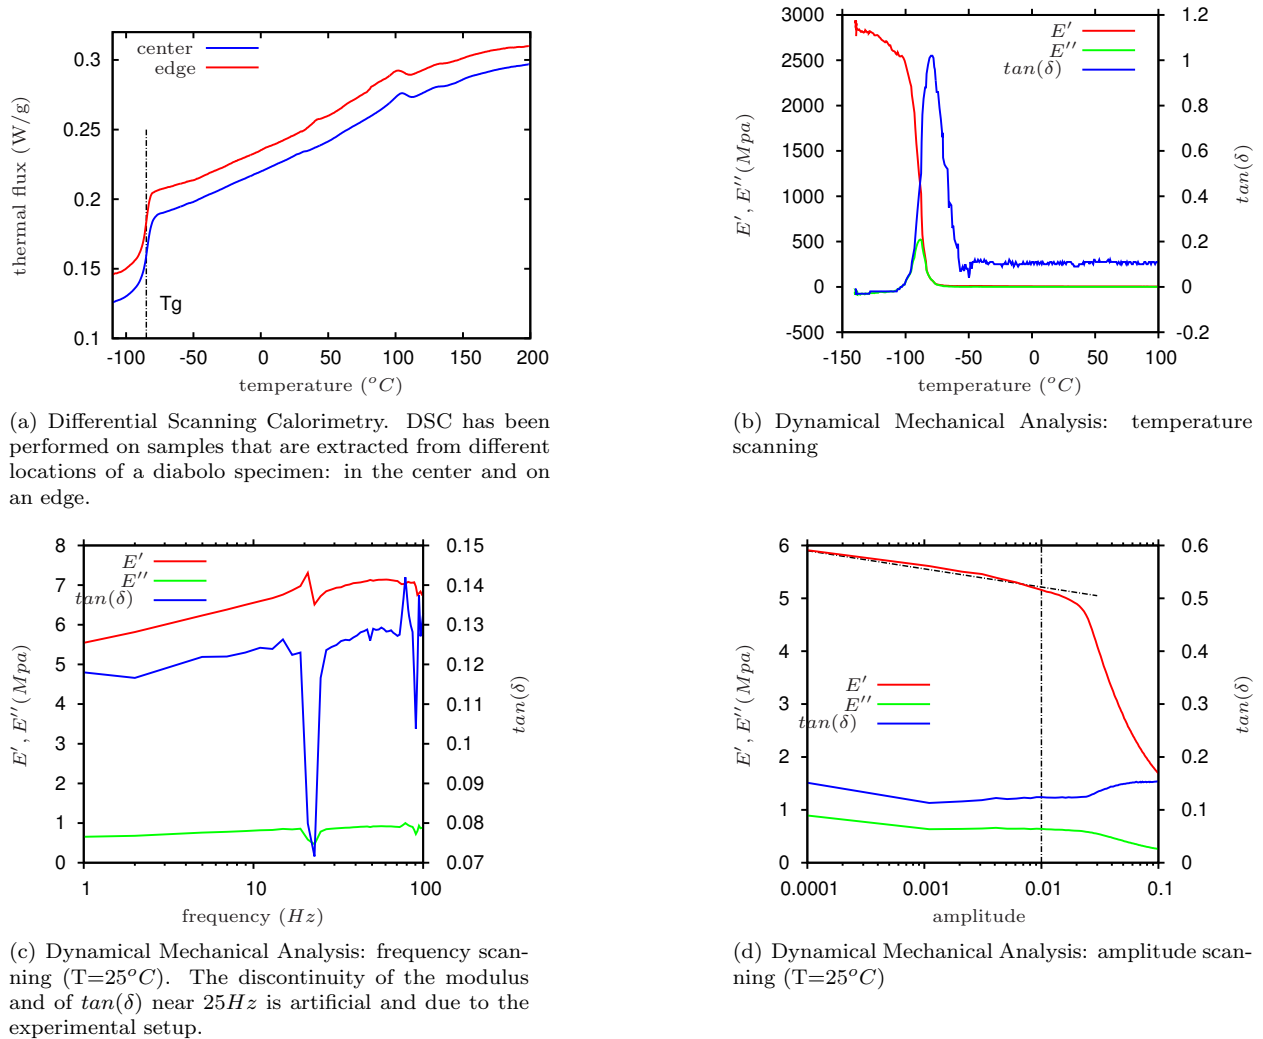 center
edge
0.3
0.25
0.2
0.15
0.1
thermal flux (W/g)
Tg
-100 -50 0 50 100 150 200
temperature (°C)
(a) Differential Scanning Calorimetry. DSC has been
performed on samples that are extracted from different
locations of a diabolo specimen: in the center and on
an edge.
3000
2500
2000
1500
1000
500
0
-500
E′, E′′(Mpa)
E′
E′′
tan(δ)
1.2
1
0.8
0.6
0.4
0.2
0
-0.2
tan(δ)
-150 -100 -50 0 50 100
temperature (°C)
(b) Dynamical Mechanical Analysis: temperature
scanning
8
7
6
5
4
3
2
1
0
E′, E′′(Mpa)
E′
E′′
tan(δ)
0.15
0.14
0.13
0.12
0.11
0.1
0.09
0.08
0.07
tan(δ)
1 10 100
frequency (Hz)
(c) Dynamical Mechanical Analysis: frequency scan-
ning (T=25°C). The discontinuity of the modulus
and of tan(δ) near 25Hz is artificial and due to the
experimental setup.
6
5
4
3
2
1
0
E′, E′′(Mpa)
E′
E′′
tan(δ)
0.6
0.5
0.4
0.3
0.2
0.1
0
tan(δ)
0.0001 0.001 0.01 0.1
amplitude
(d) Dynamical Mechanical Analysis: amplitude scan-
ning (T=25°C)